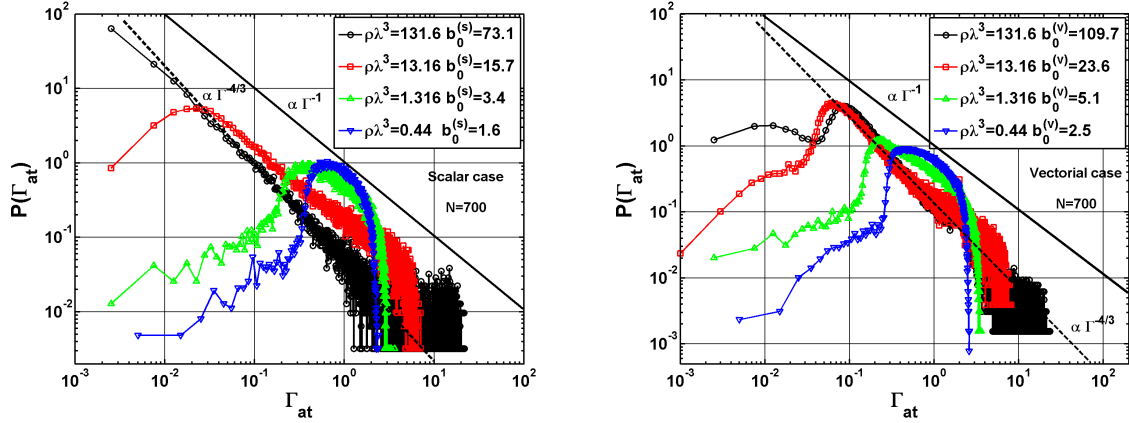 ρλ³=131.6 b₀⁽ˢ⁾=73.1
ρλ³=13.16 b₀⁽ˢ⁾=15.7
ρλ³=1.316 b₀⁽ˢ⁾=3.4
ρλ³=0.44 b₀⁽ˢ⁾=1.6
α Γ⁻⁴/³
α Γ⁻¹
Scalar case
N=700
P(Γₐₜ)
10²
10¹
10⁰
10⁻¹
10⁻²
10⁻³
10⁻²
10⁻¹
10⁰
10¹
10²
Γₐₜ
ρλ³=131.6 b₀⁽ᵛ⁾=109.7
ρλ³=13.16 b₀⁽ᵛ⁾=23.6
ρλ³=1.316 b₀⁽ᵛ⁾=5.1
ρλ³=0.44 b₀⁽ᵛ⁾=2.5
α Γ⁻¹
Vectorial case
N=700
α Γ⁻⁴/³
P(Γₐₜ)
10²
10¹
10⁰
10⁻¹
10⁻²
10⁻³
10⁻³
10⁻²
10⁻¹
10⁰
10¹
10²
Γₐₜ